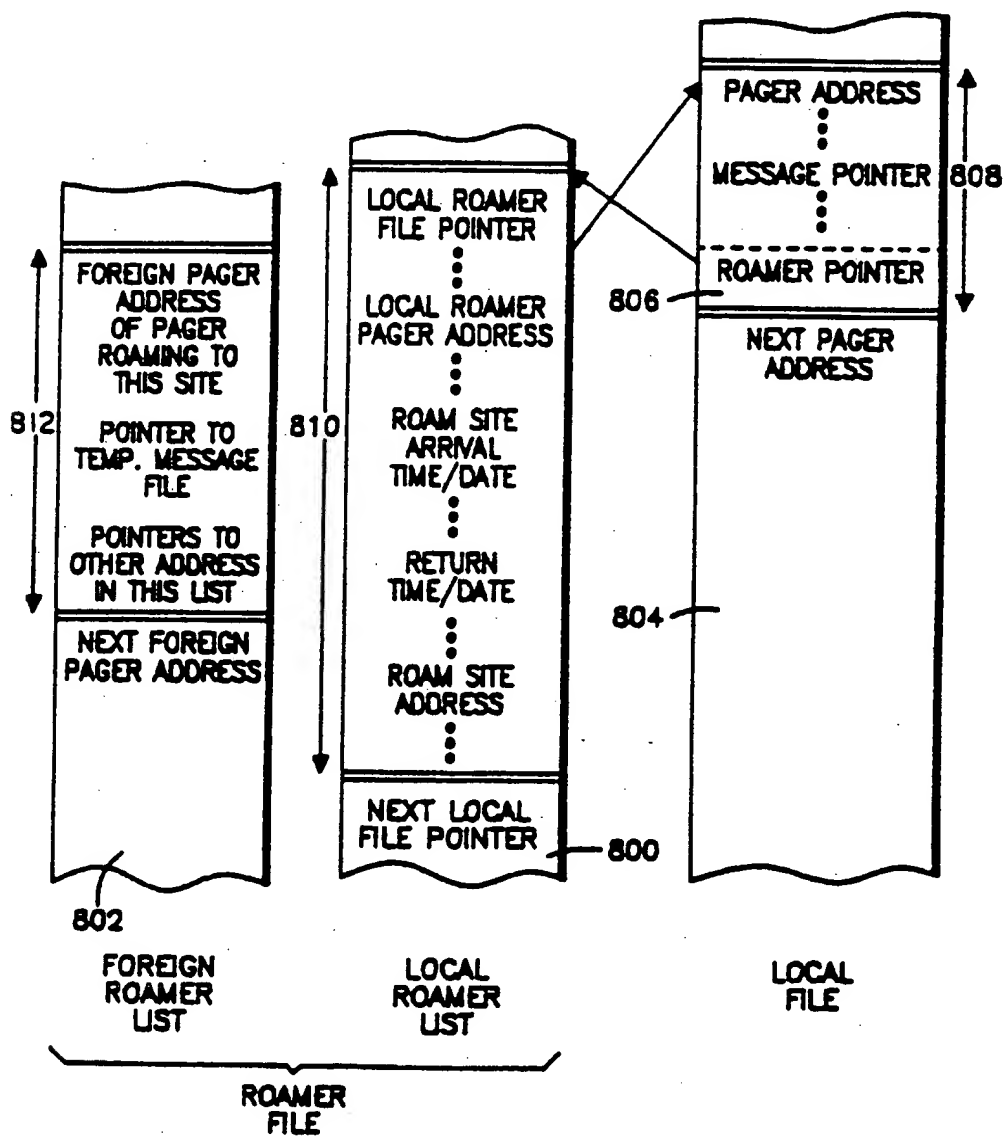 FOREIGN PAGER
ADDRESS
OF PAGER
ROAMING TO
THIS SITE
812
POINTER TO
TEMP. MESSAGE
FILE
POINTERS TO
OTHER ADDRESS
IN THIS LIST
NEXT FOREIGN
PAGER ADDRESS
802
FOREIGN
ROAMER
LIST
LOCAL ROAMER
FILE POINTER
LOCAL ROAMER
PAGER ADDRESS
810
ROAM SITE
ARRIVAL
TIME/DATE
RETURN
TIME/DATE
ROAM SITE
ADDRESS
NEXT LOCAL
FILE POINTER
800
LOCAL
ROAMER
LIST
ROAMER
FILE
PAGER ADDRESS
MESSAGE POINTER
808
ROAMER POINTER
806
NEXT PAGER
ADDRESS
804
LOCAL
FILE